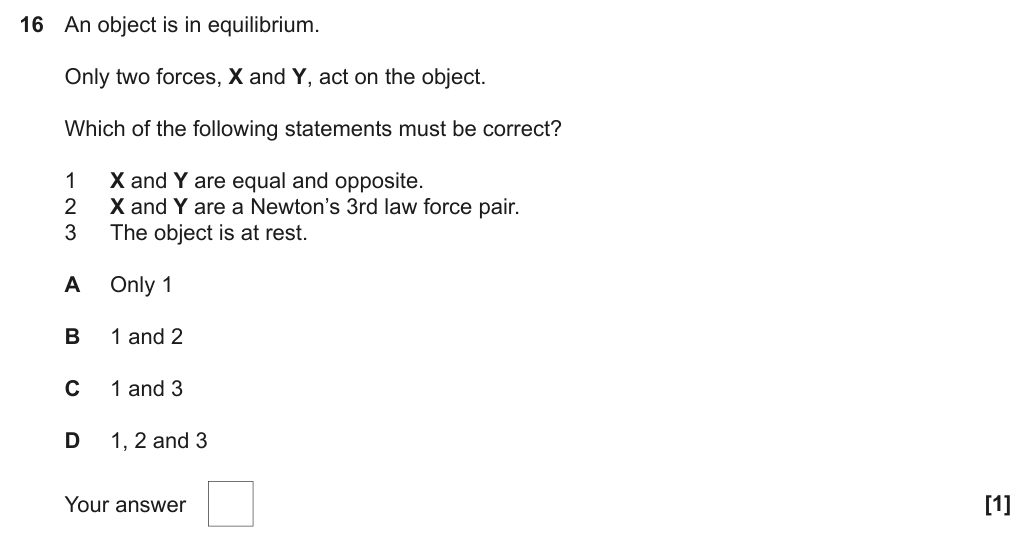 16 An object is in equilibrium.
Only two forces, X and Y, act on the object.
Which of the following statements must be correct?
1 X and Y are equal and opposite.
2 X and Y are a Newton’s 3rd law force pair.
3 The object is at rest.
A Only 1
B 1 and 2
C 1 and 3
D 1, 2 and 3
Your answer [1]